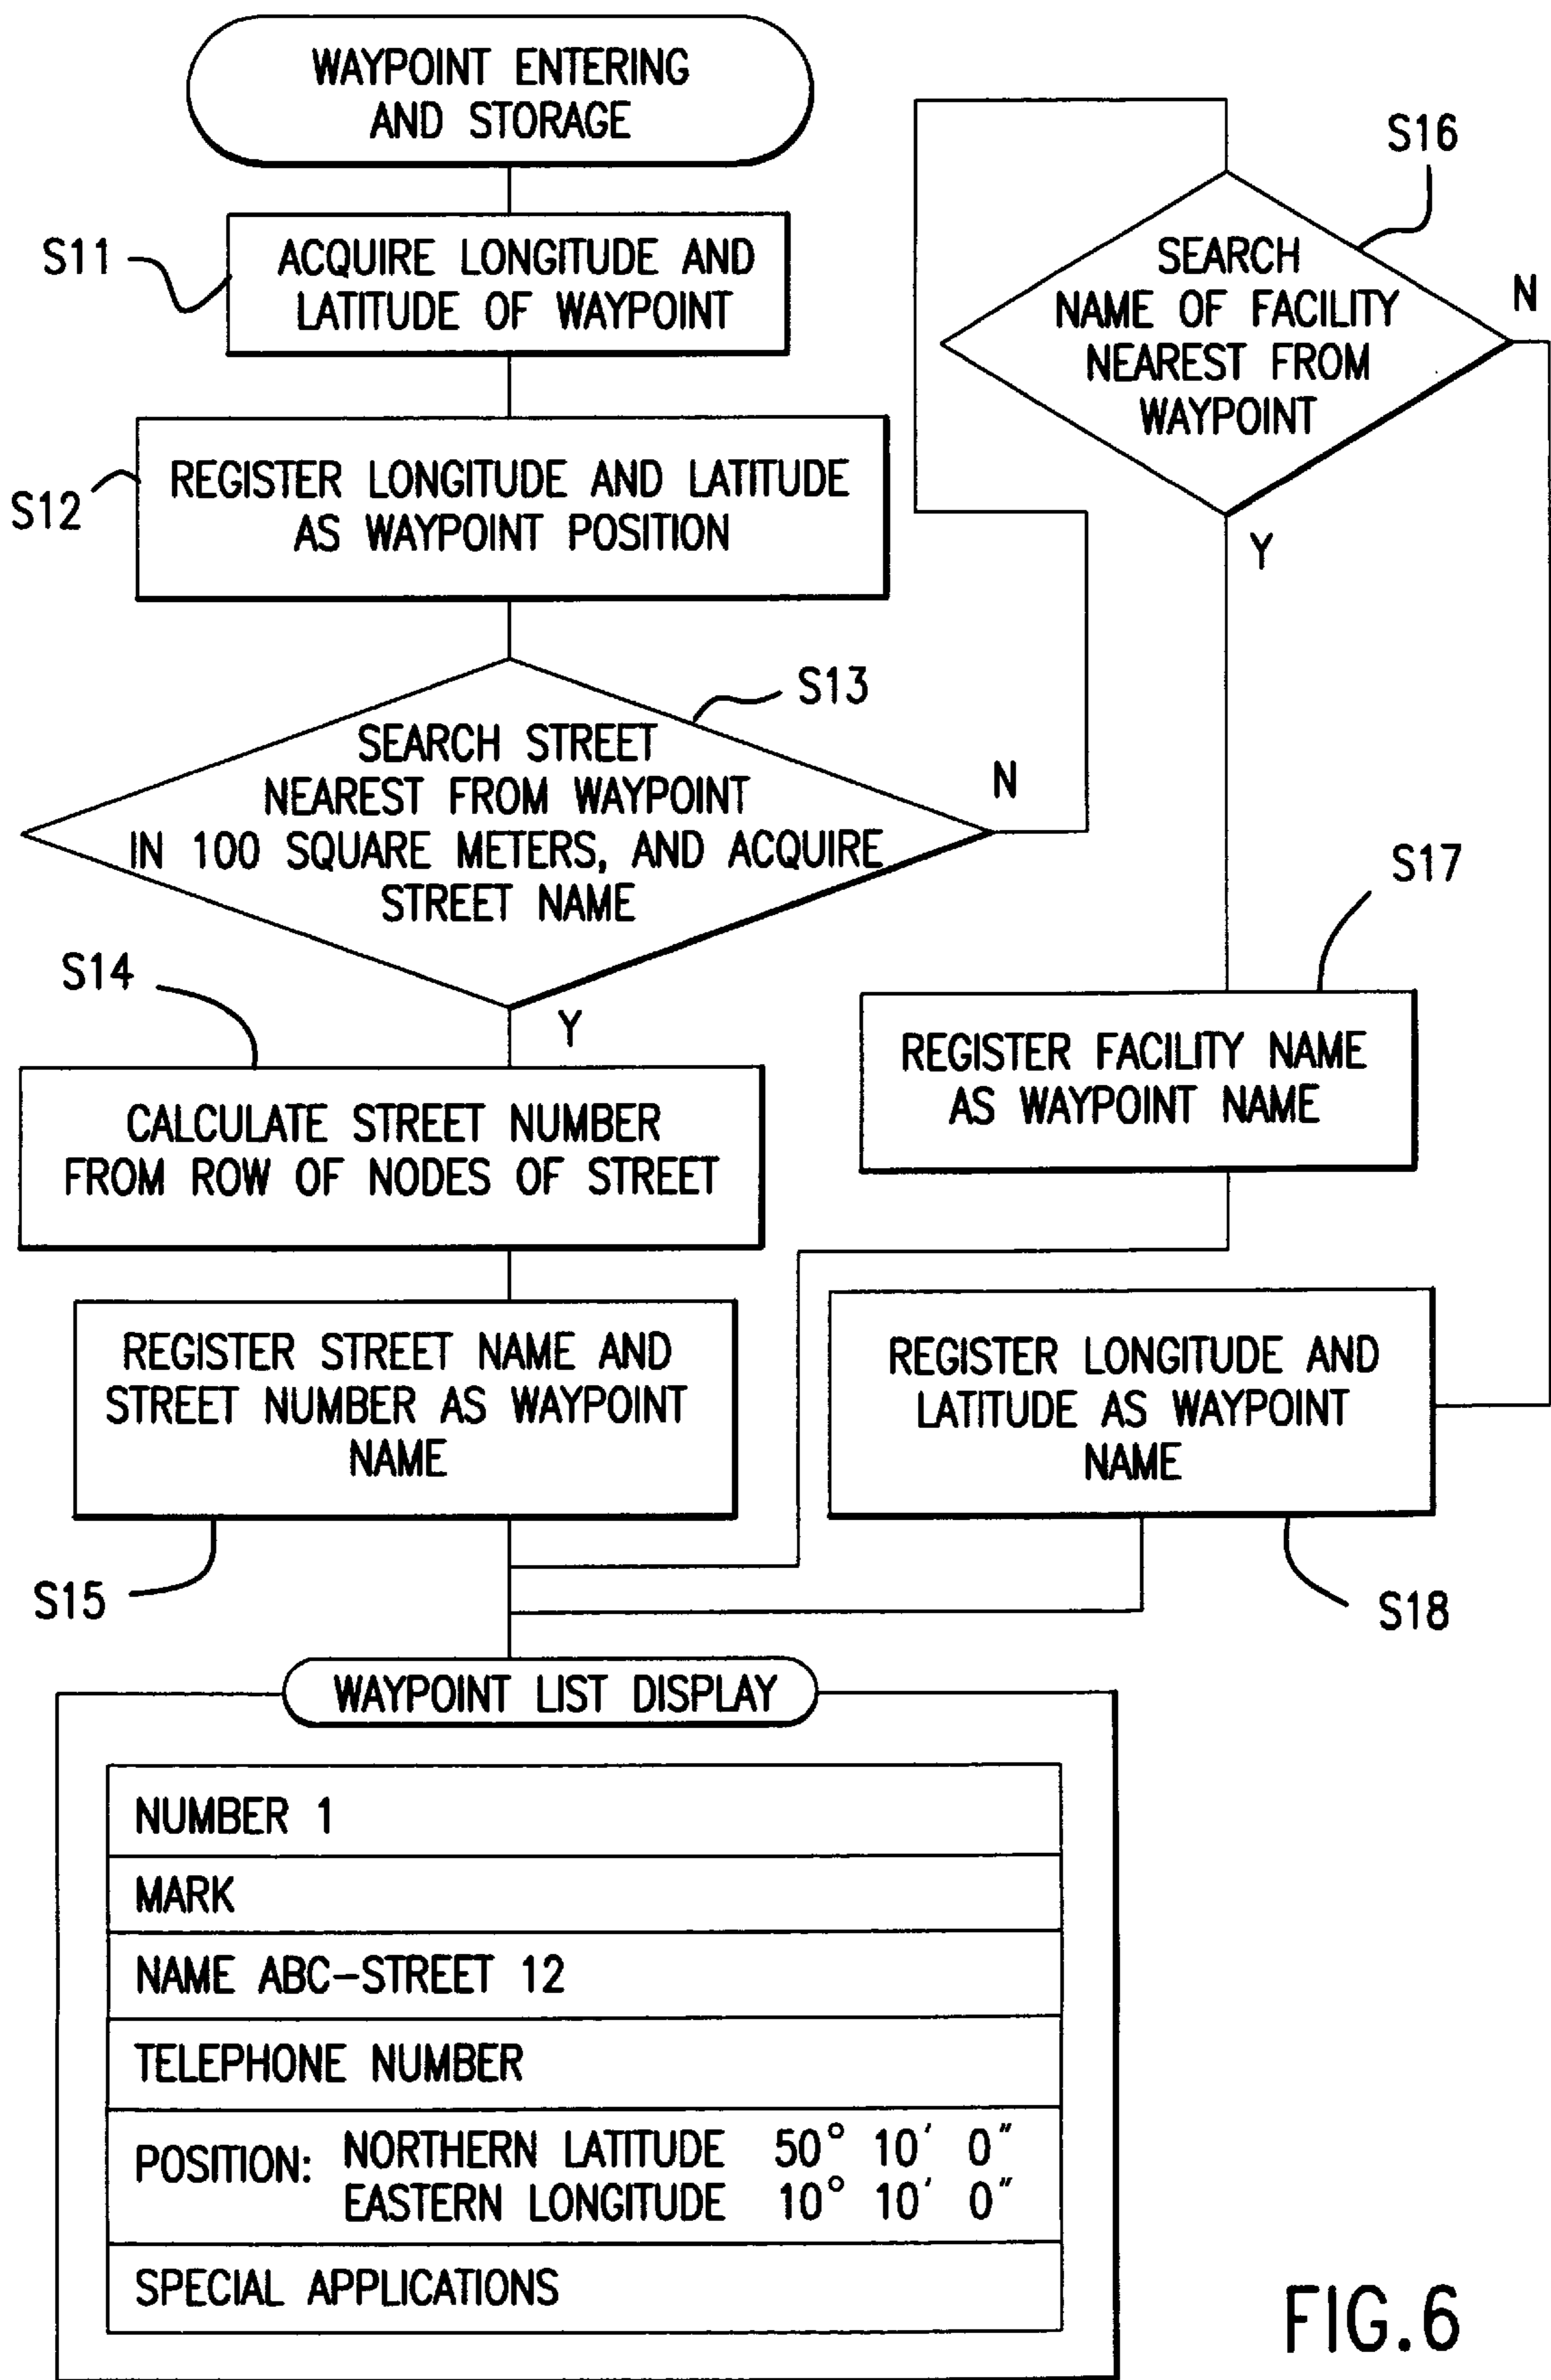 WAYPOINT ENTERING
AND STORAGE
S11
ACQUIRE LONGITUDE AND
LATITUDE OF WAYPOINT
S12
REGISTER LONGITUDE AND LATITUDE
AS WAYPOINT POSITION
S13
SEARCH STREET
NEAREST FROM WAYPOINT
IN 100 SQUARE METERS, AND ACQUIRE
STREET NAME
N
Y
S14
CALCULATE STREET NUMBER
FROM ROW OF NODES OF STREET
REGISTER STREET NAME AND
STREET NUMBER AS WAYPOINT
NAME
S15
S16
SEARCH
NAME OF FACILITY
NEAREST FROM
WAYPOINT
N
Y
S17
REGISTER FACILITY NAME
AS WAYPOINT NAME
REGISTER LONGITUDE AND
LATITUDE AS WAYPOINT
NAME
S18
WAYPOINT LIST DISPLAY
NUMBER 1
MARK
NAME ABC-STREET 12
TELEPHONE NUMBER
POSITION: NORTHERN LATITUDE 50° 10' 0"
EASTERN LONGITUDE 10° 10' 0"
SPECIAL APPLICATIONS
FIG.6